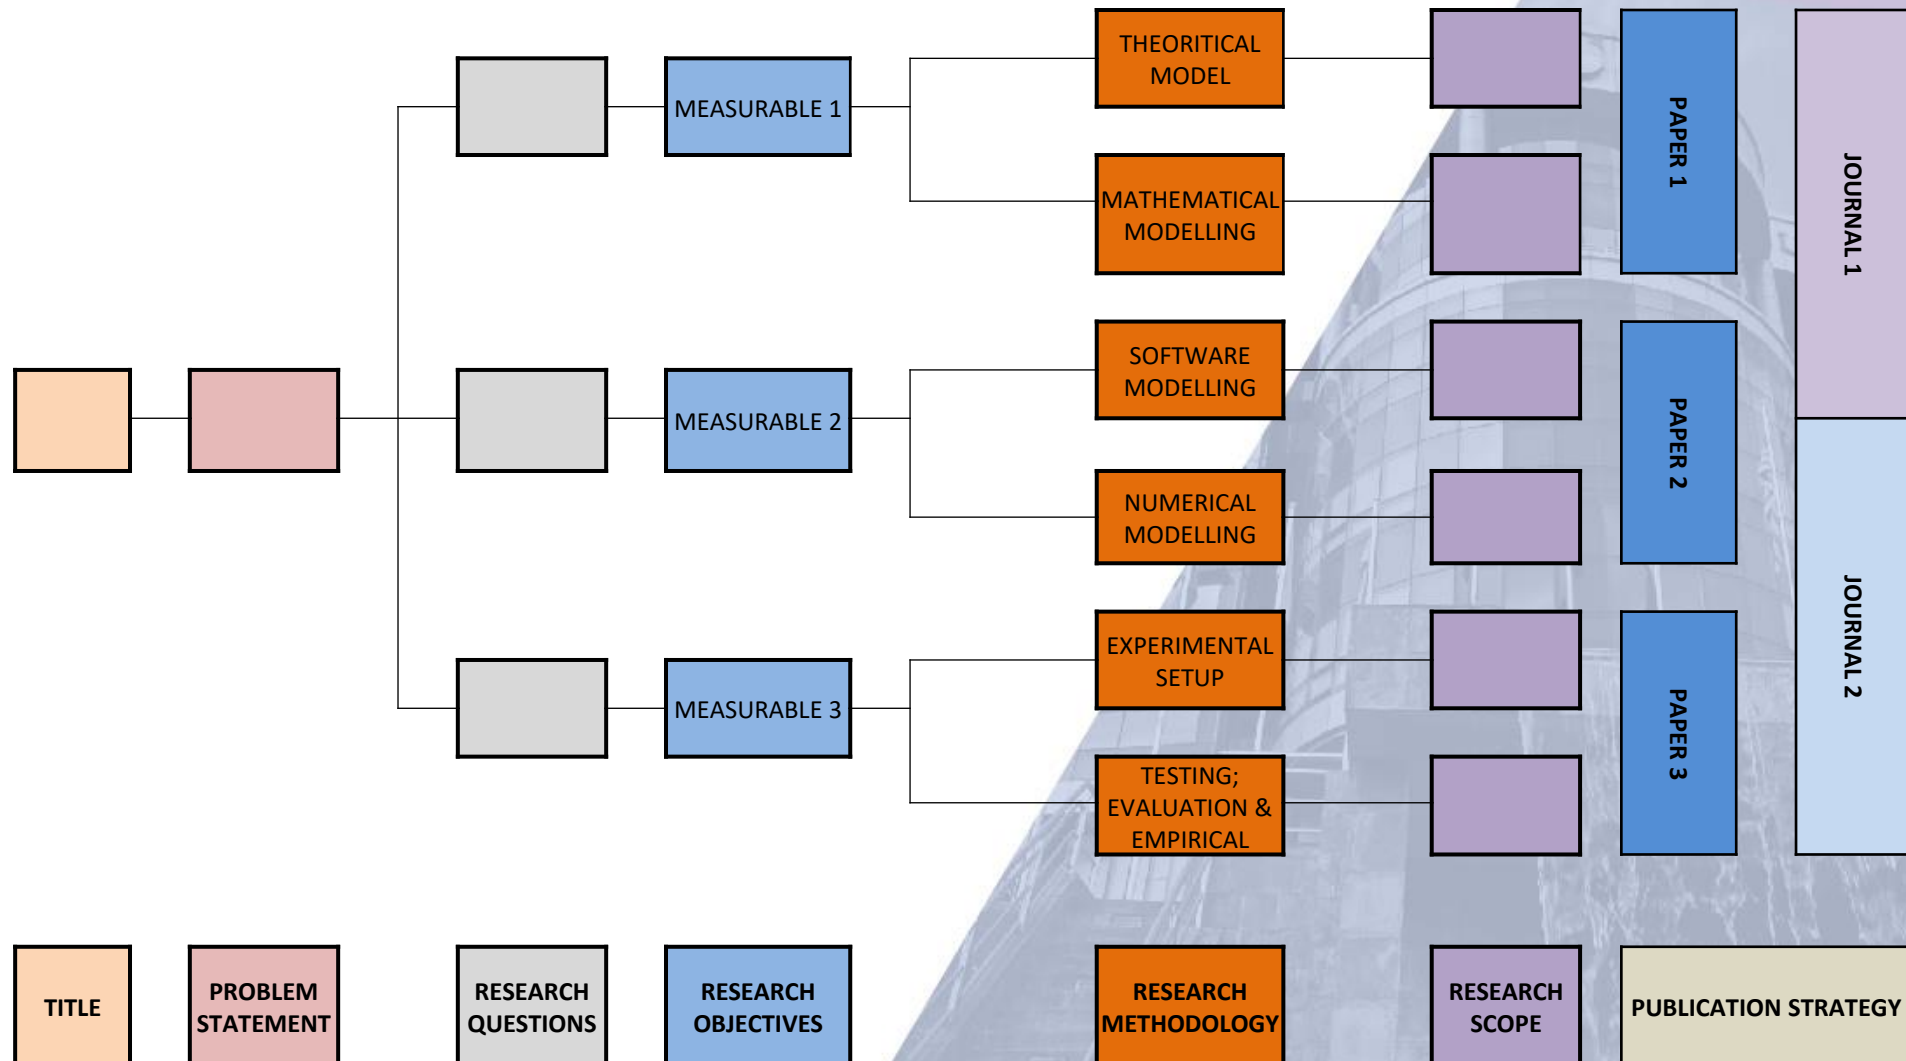 THEORITICAL
MODEL
MEASURABLE 1
MATHEMATICAL
MODELLING
PAPER 1
JOURNAL 1
SOFTWARE
MODELLING
MEASURABLE 2
NUMERICAL
MODELLING
PAPER 2
EXPERIMENTAL
SETUP
MEASURABLE 3
TESTING;
EVALUATION &
EMPIRICAL
PAPER 3
JOURNAL 2
TITLE
PROBLEM
STATEMENT
RESEARCH
QUESTIONS
RESEARCH
OBJECTIVES
RESEARCH
METHODOLOGY
RESEARCH
SCOPE
PUBLICATION STRATEGY